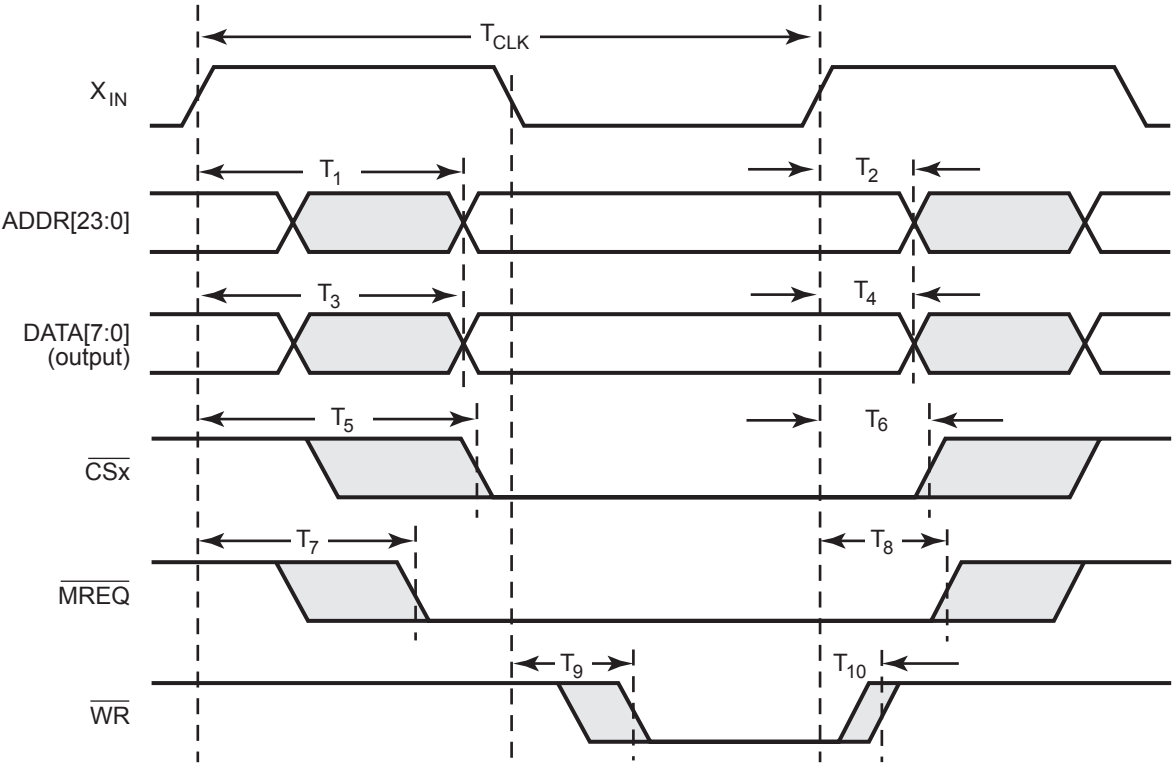 T_CLK
X_IN
T_1
T_2
ADDR[23:0]
T_3
T_4
DATA[7:0]
(output)
T_5
T_6
CSx
T_7
T_8
MREQ
T_9
T_10
WR